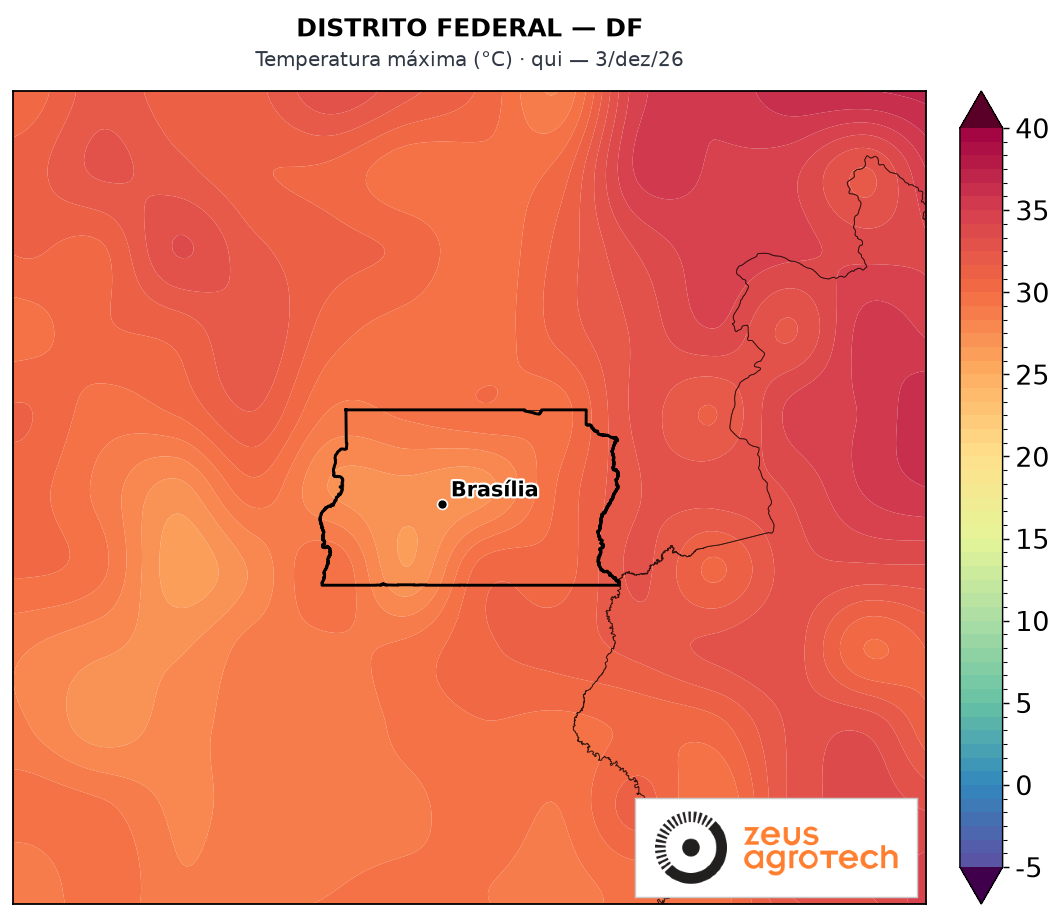 DISTRITO FEDERAL — DF
Temperatura máxima (°C) · qui — 3/dez/26
Brasília
40
35
30
25
20
15
10
5
0
-5
zeus
agrotech